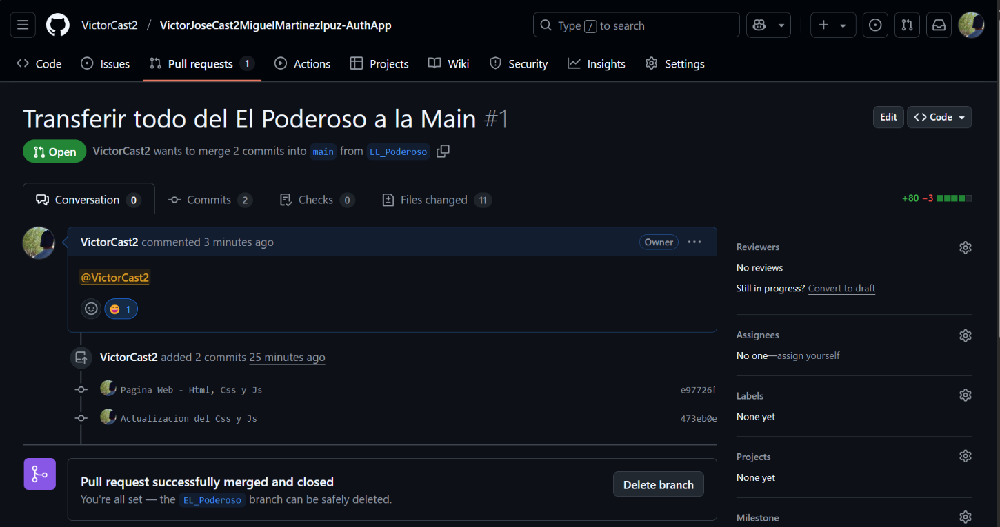 VictorCast2 / VictorJoseCast2MiguelMartinezIpuz-AuthApp
Type / to search
Code Issues Pull requests 1 Actions Projects Wiki Security Insights Settings
Transferir todo del El Poderoso a la Main #1
Edit
Code
Open VictorCast2 wants to merge 2 commits into main from EL_Poderoso
Conversation 0 Commits 2 Checks 0 Files changed 11
+80 −3
VictorCast2 commented 3 minutes ago
Owner
@VictorCast2
1
VictorCast2 added 2 commits 25 minutes ago
Pagina Web - Html, Css y Js e97726f
Actualizacion del Css y Js 473eb0e
Pull request successfully merged and closed
You're all set — the EL_Poderoso branch can be safely deleted.
Delete branch
Reviewers
No reviews
Still in progress? Convert to draft
Assignees
No one—assign yourself
Labels
None yet
Projects
None yet
Milestone